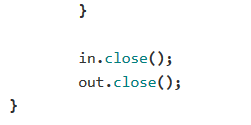 }
in.close();
out.close();
}